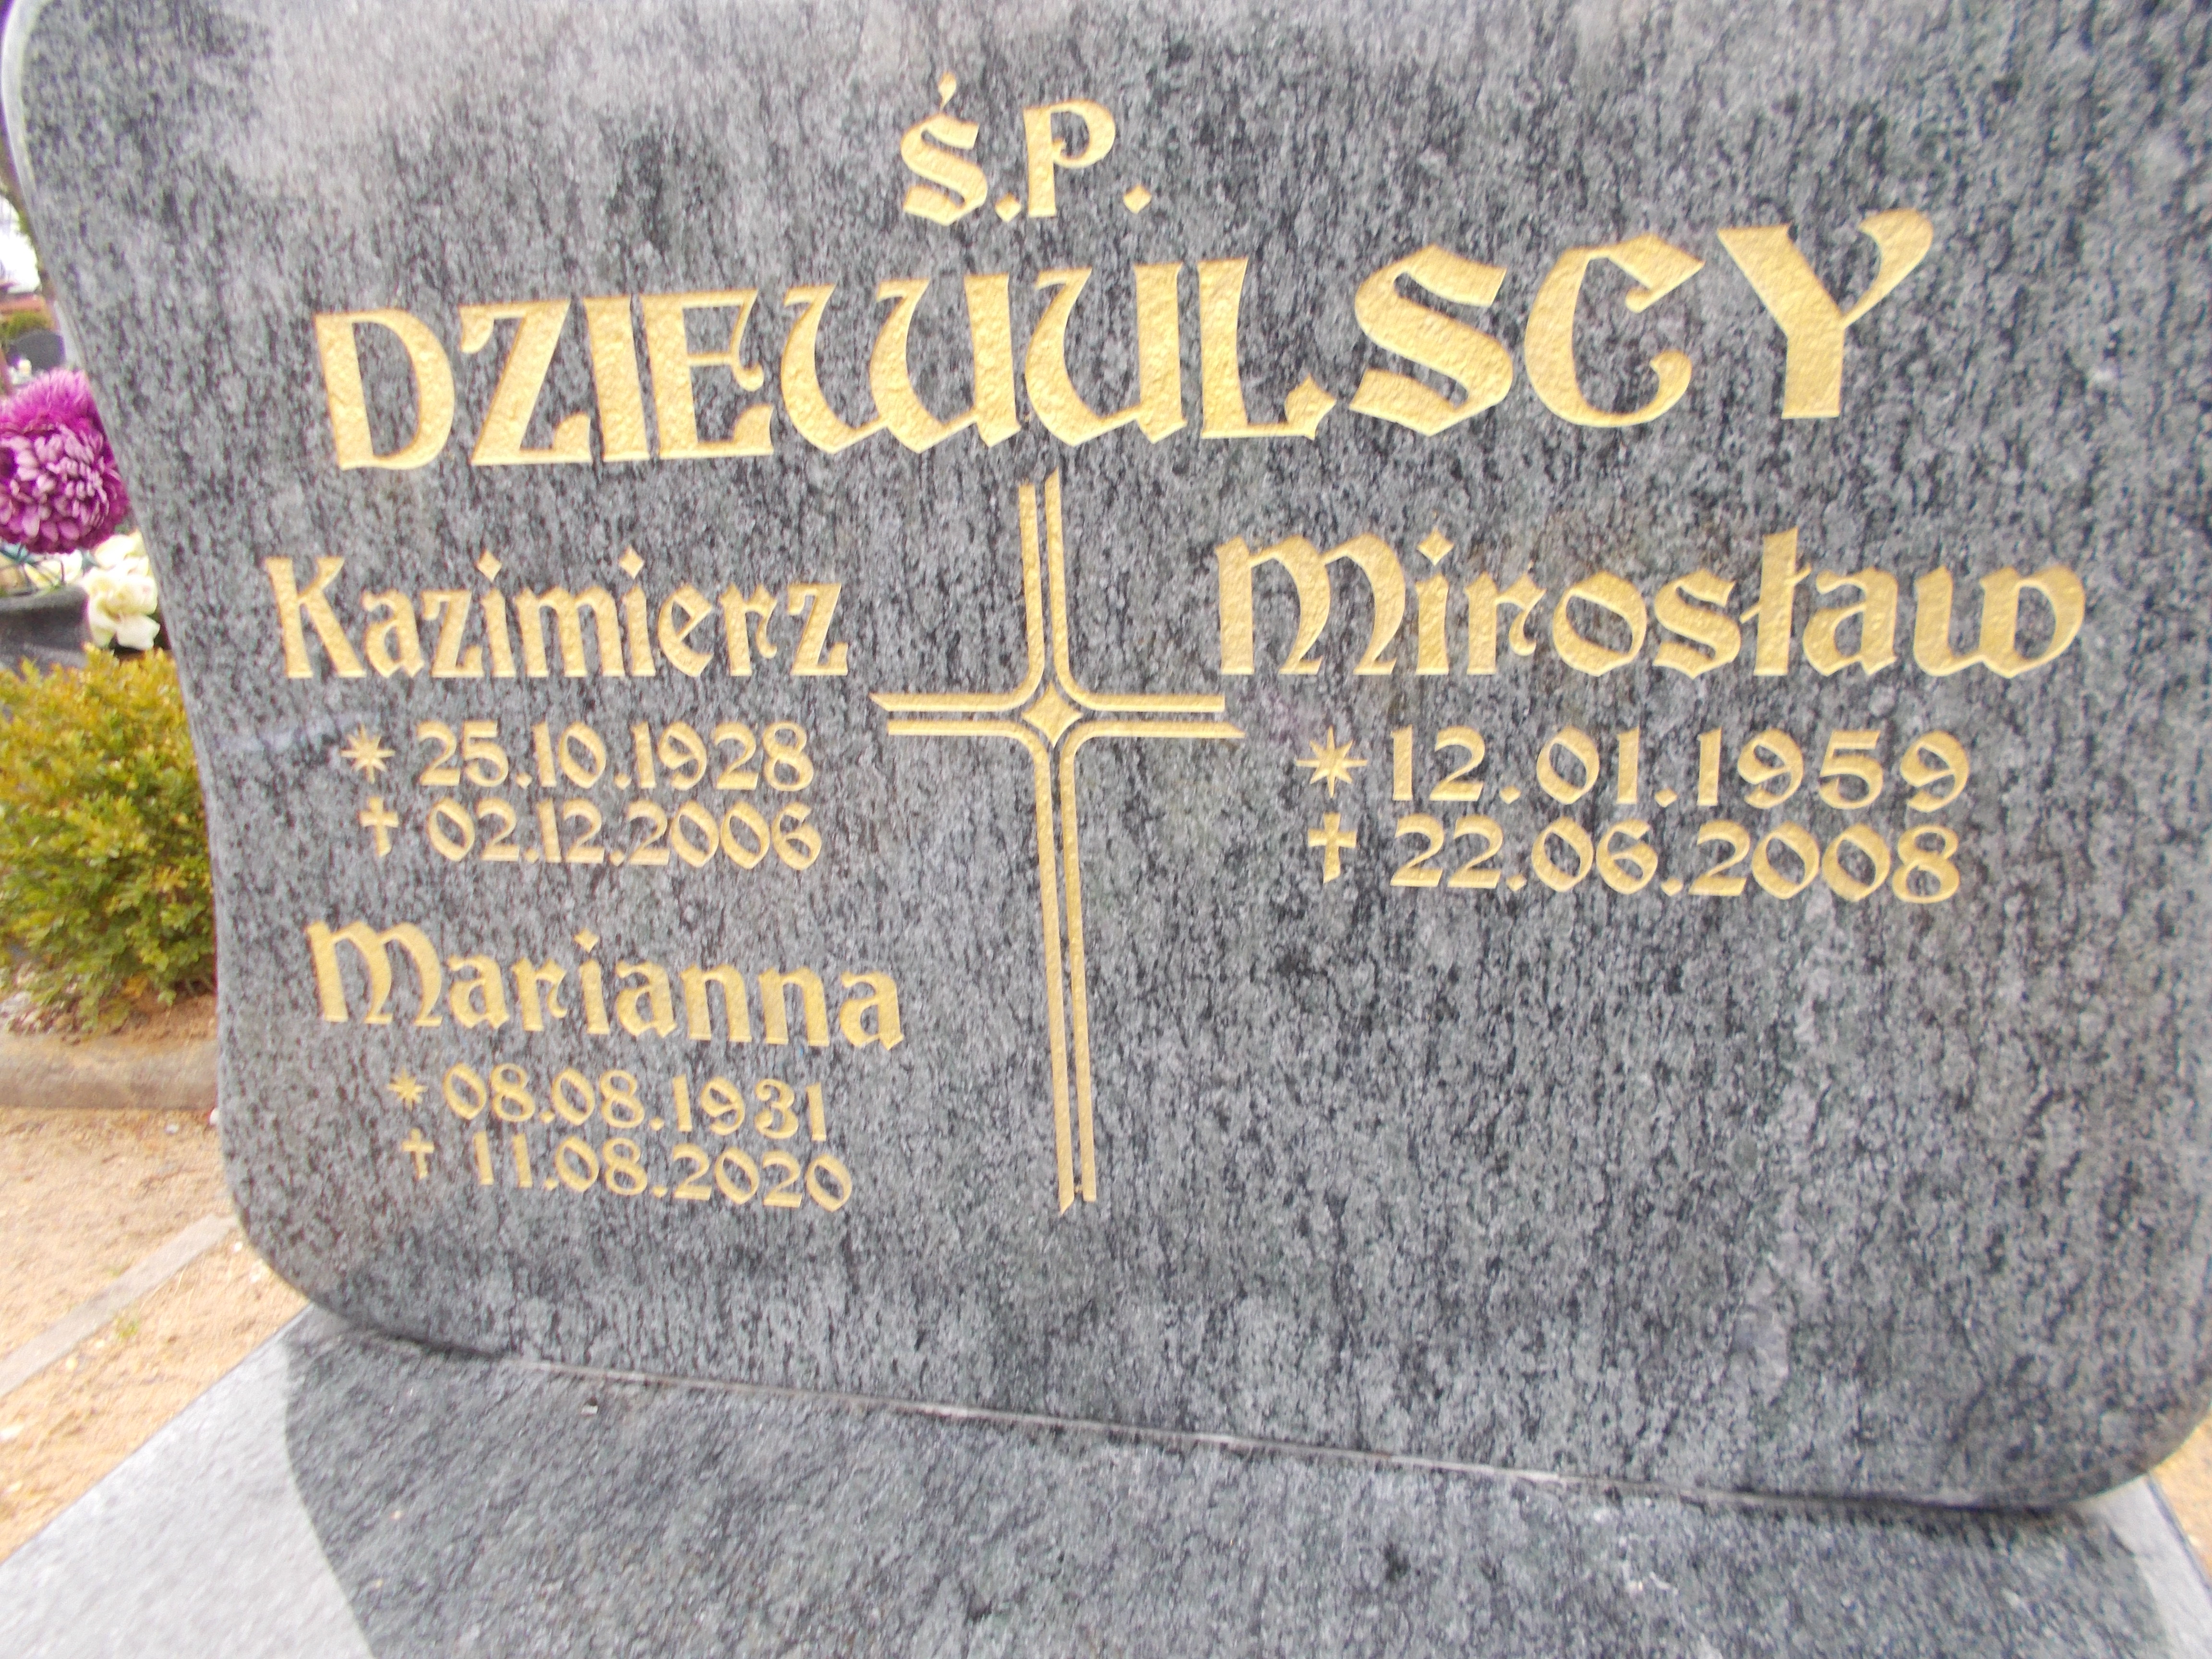 Ś.P.
DZIEWULSCY
Kazimierz
* 25.10.1928
† 02.12.2006
Marianna
* 08.08.1931
† 11.08.2020
Mirosław
* 12.01.1959
† 22.06.2008